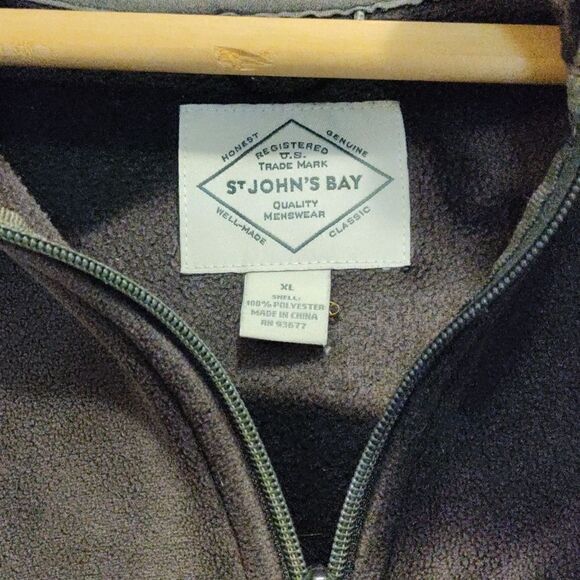 HONEST
GENUINE
REGISTERED
U.S.
TRADE MARK
ST JOHN'S BAY
QUALITY
MENSWEAR
WELL-MADE
CLASSIC
XL
SHELL:
100% POLYESTER
MADE IN CHINA
RN 93677